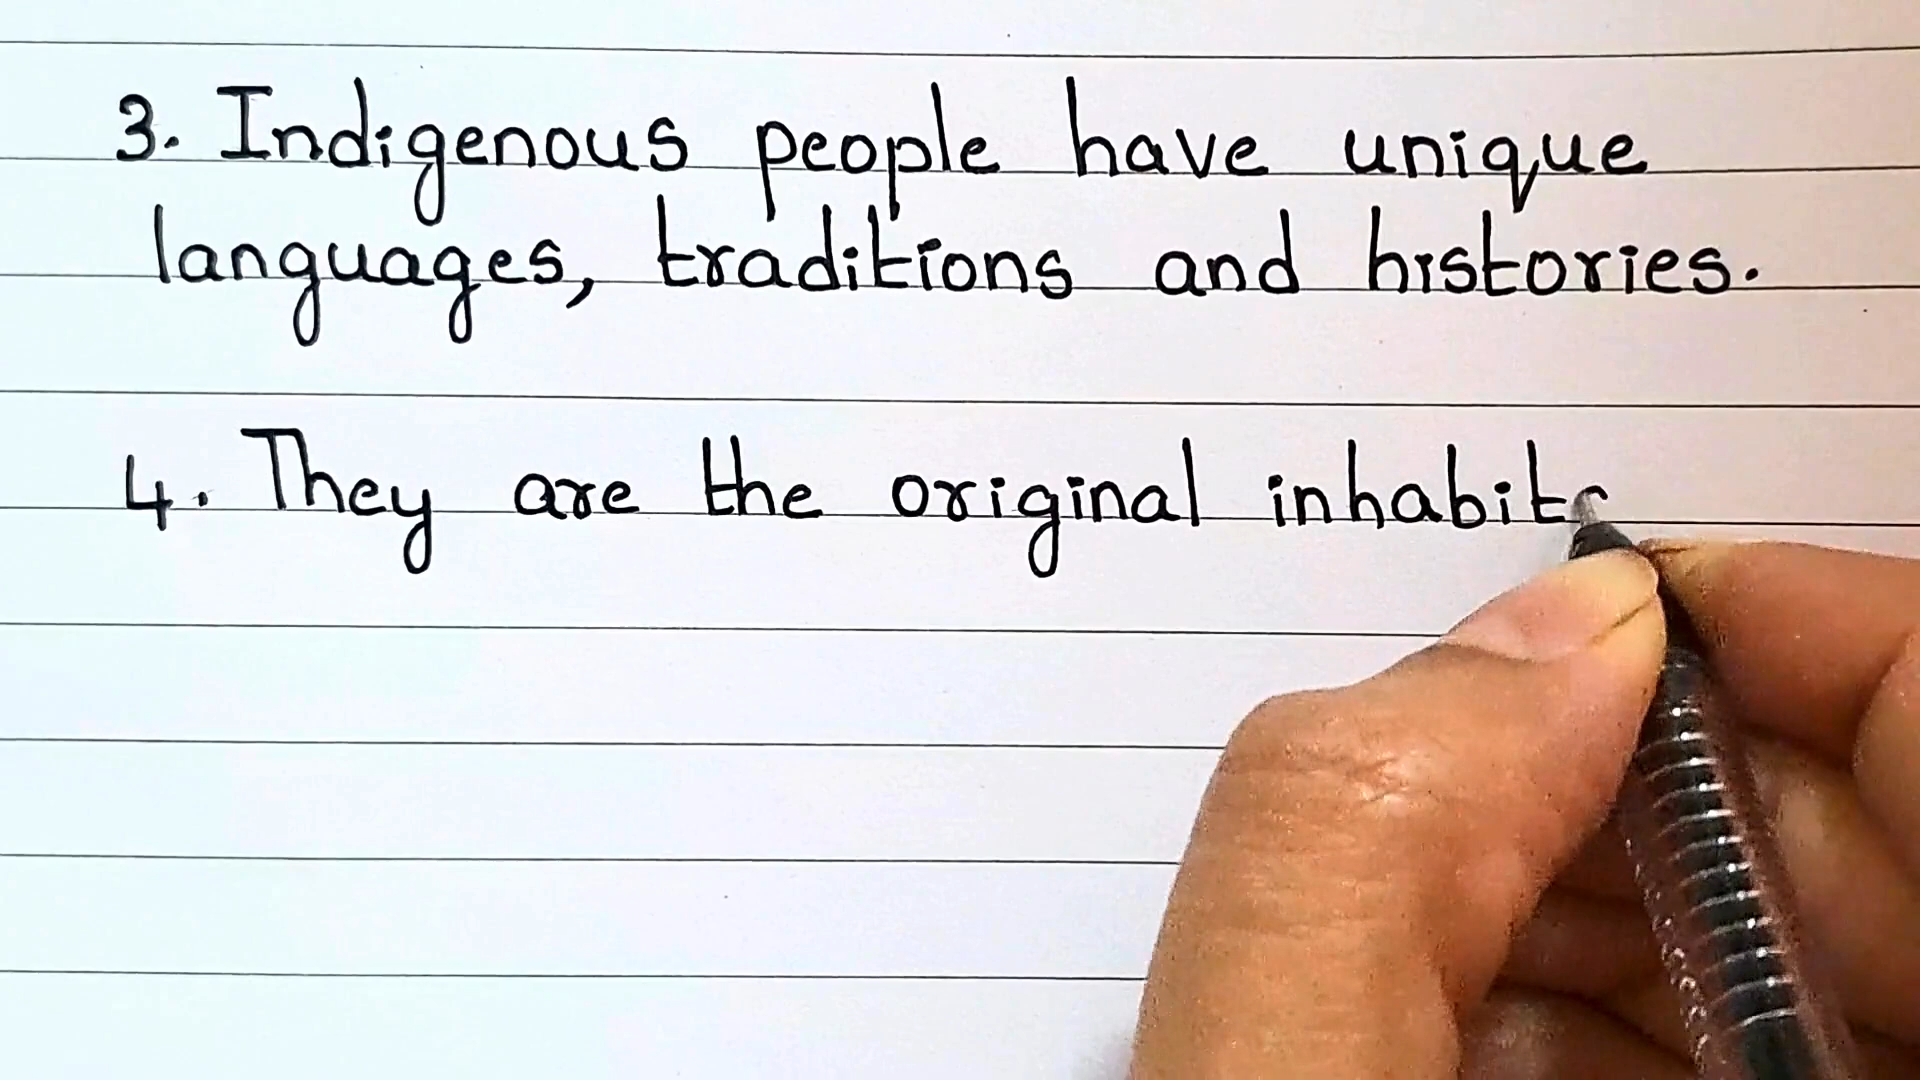 3. Indigenous people have unique
languages, traditions and histories.
4. They are the original inhabit